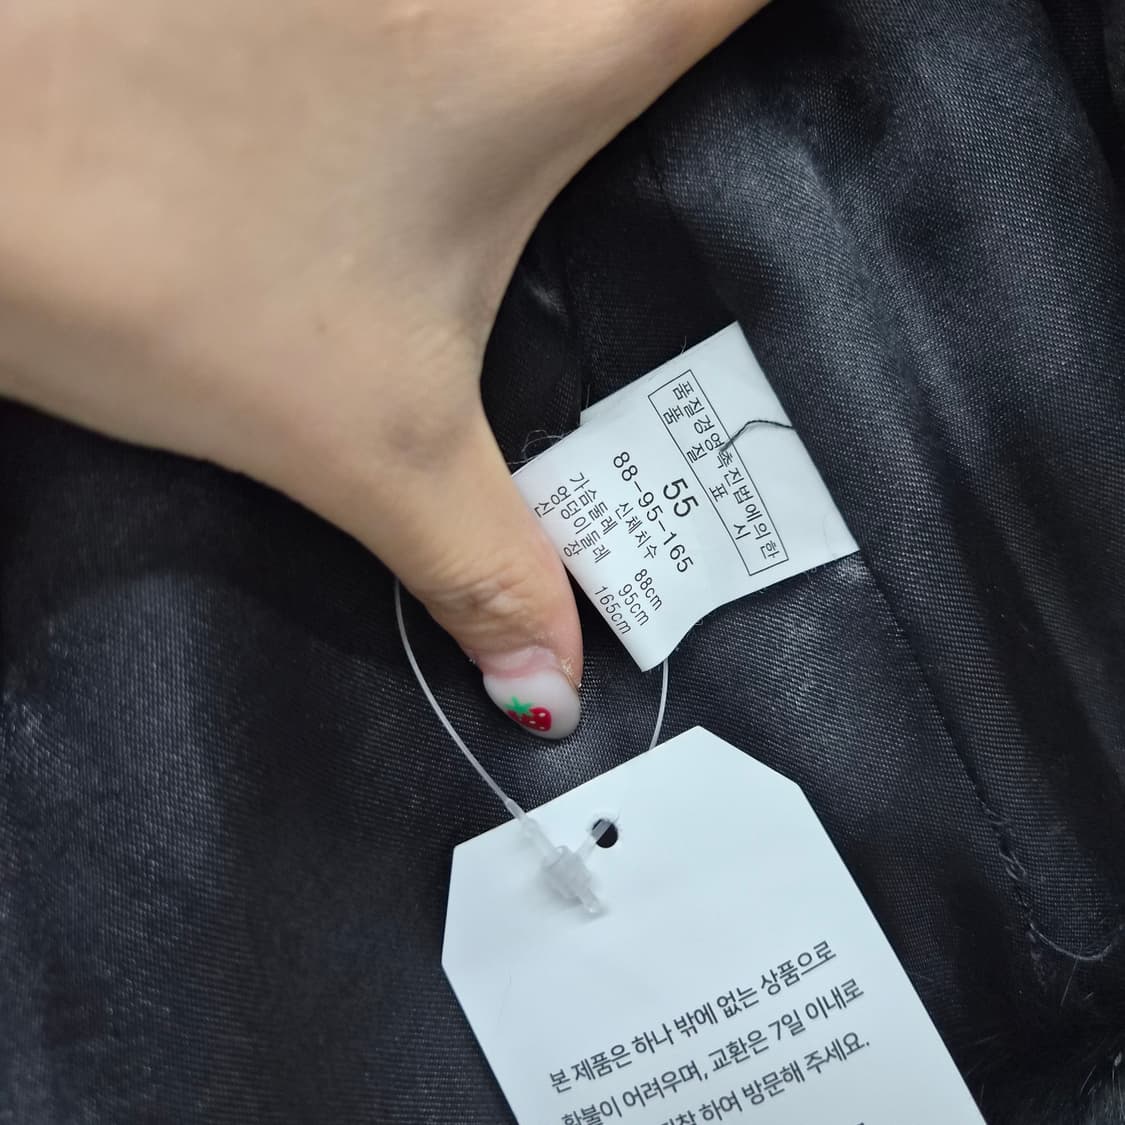 품질경영촉진법에의한
품 질 표 시
55
88-95-165
신체치수
가슴둘레 88cm
엉덩이둘레 95cm
신 장 165cm
본 제품은 하나 밖에 없는 상품으로
환불이 어려우며, 교환은 7일 이내로
하여 방문해 주세요.